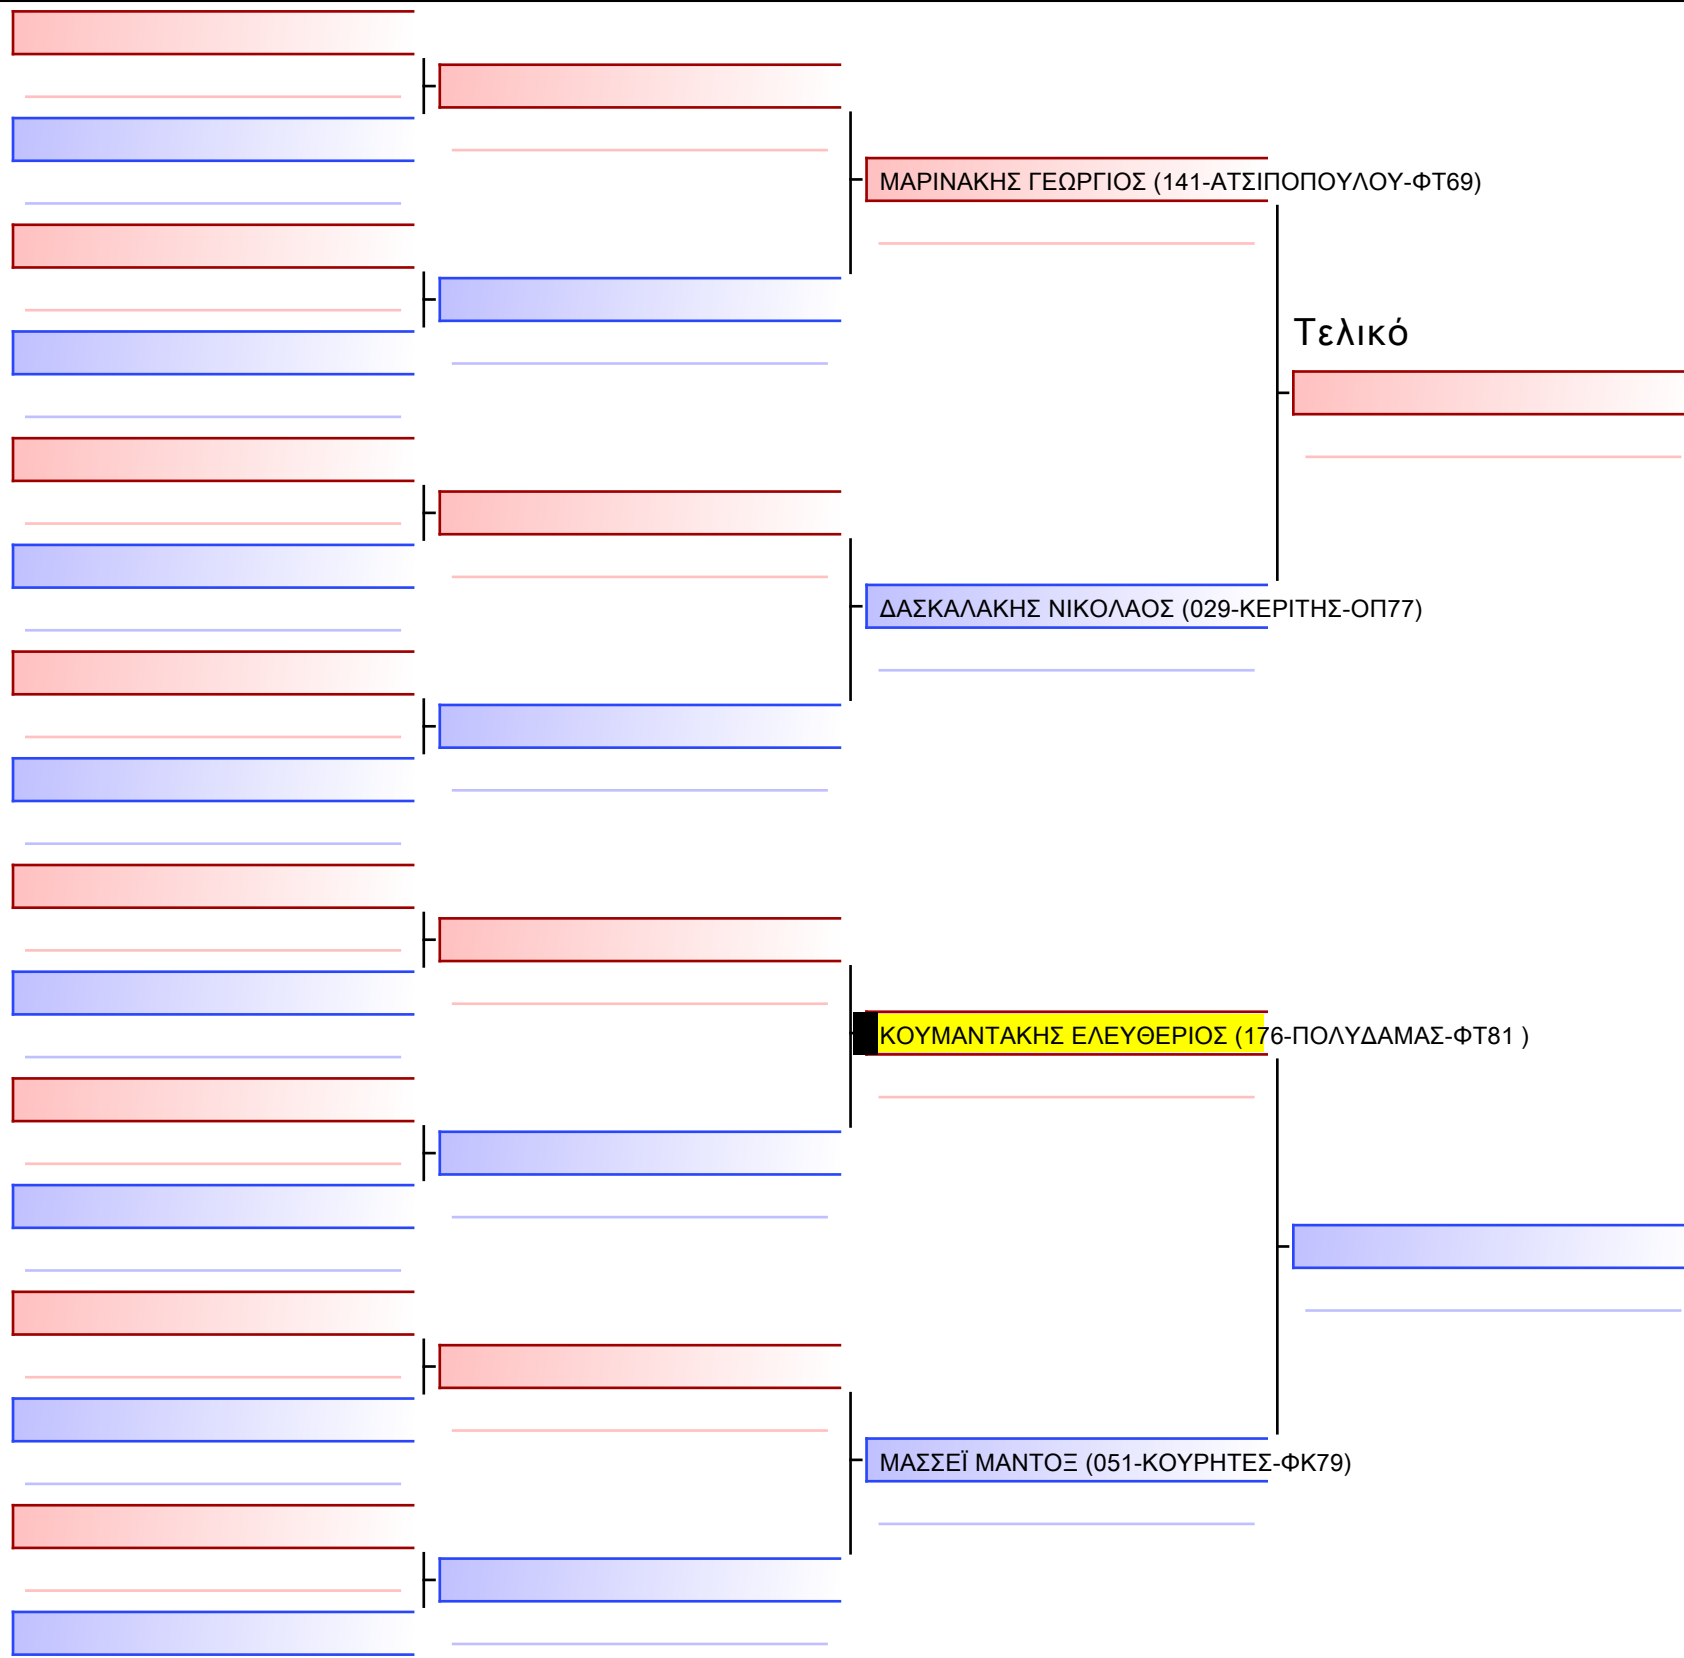 ΜΑΡΙΝΑΚΗΣ ΓΕΩΡΓΙΟΣ (141-ΑΤΣΙΠΟΠΟΥΛΟΥ-ΦΤ69)
Τελικό
ΔΑΣΚΑΛΑΚΗΣ ΝΙΚΟΛΑΟΣ (029-ΚΕΡΙΤΗΣ-ΟΠ77)
ΚΟΥΜΑΝΤΑΚΗΣ ΕΛΕΥΘΕΡΙΟΣ (176-ΠΟΛΥΔΑΜΑΣ-ΦΤ81 )
ΜΑΣΣΕΪ ΜΑΝΤΟΞ (051-ΚΟΥΡΗΤΕΣ-ΦΚ79)